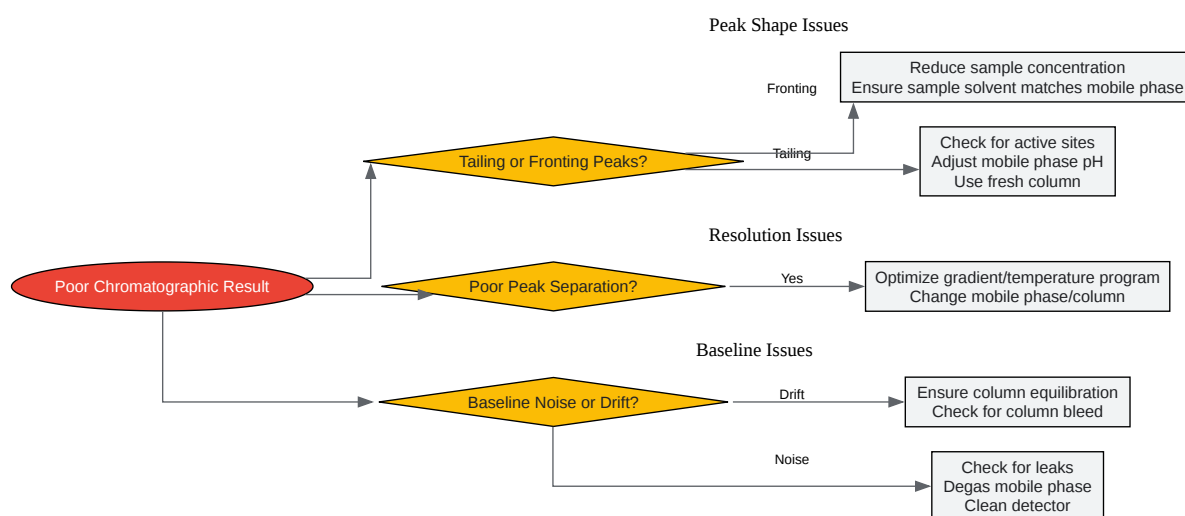 Peak Shape Issues
Fronting
Reduce sample concentration
Ensure sample solvent matches mobile phase
Tailing or Fronting Peaks?
Tailing
Check for active sites
Adjust mobile phase pH
Use fresh column
Resolution Issues
Poor Chromatographic Result
Poor Peak Separation?
Yes
Optimize gradient/temperature program
Change mobile phase/column
Baseline Issues
Baseline Noise or Drift?
Drift
Ensure column equilibration
Check for column bleed
Noise
Check for leaks
Degas mobile phase
Clean detector